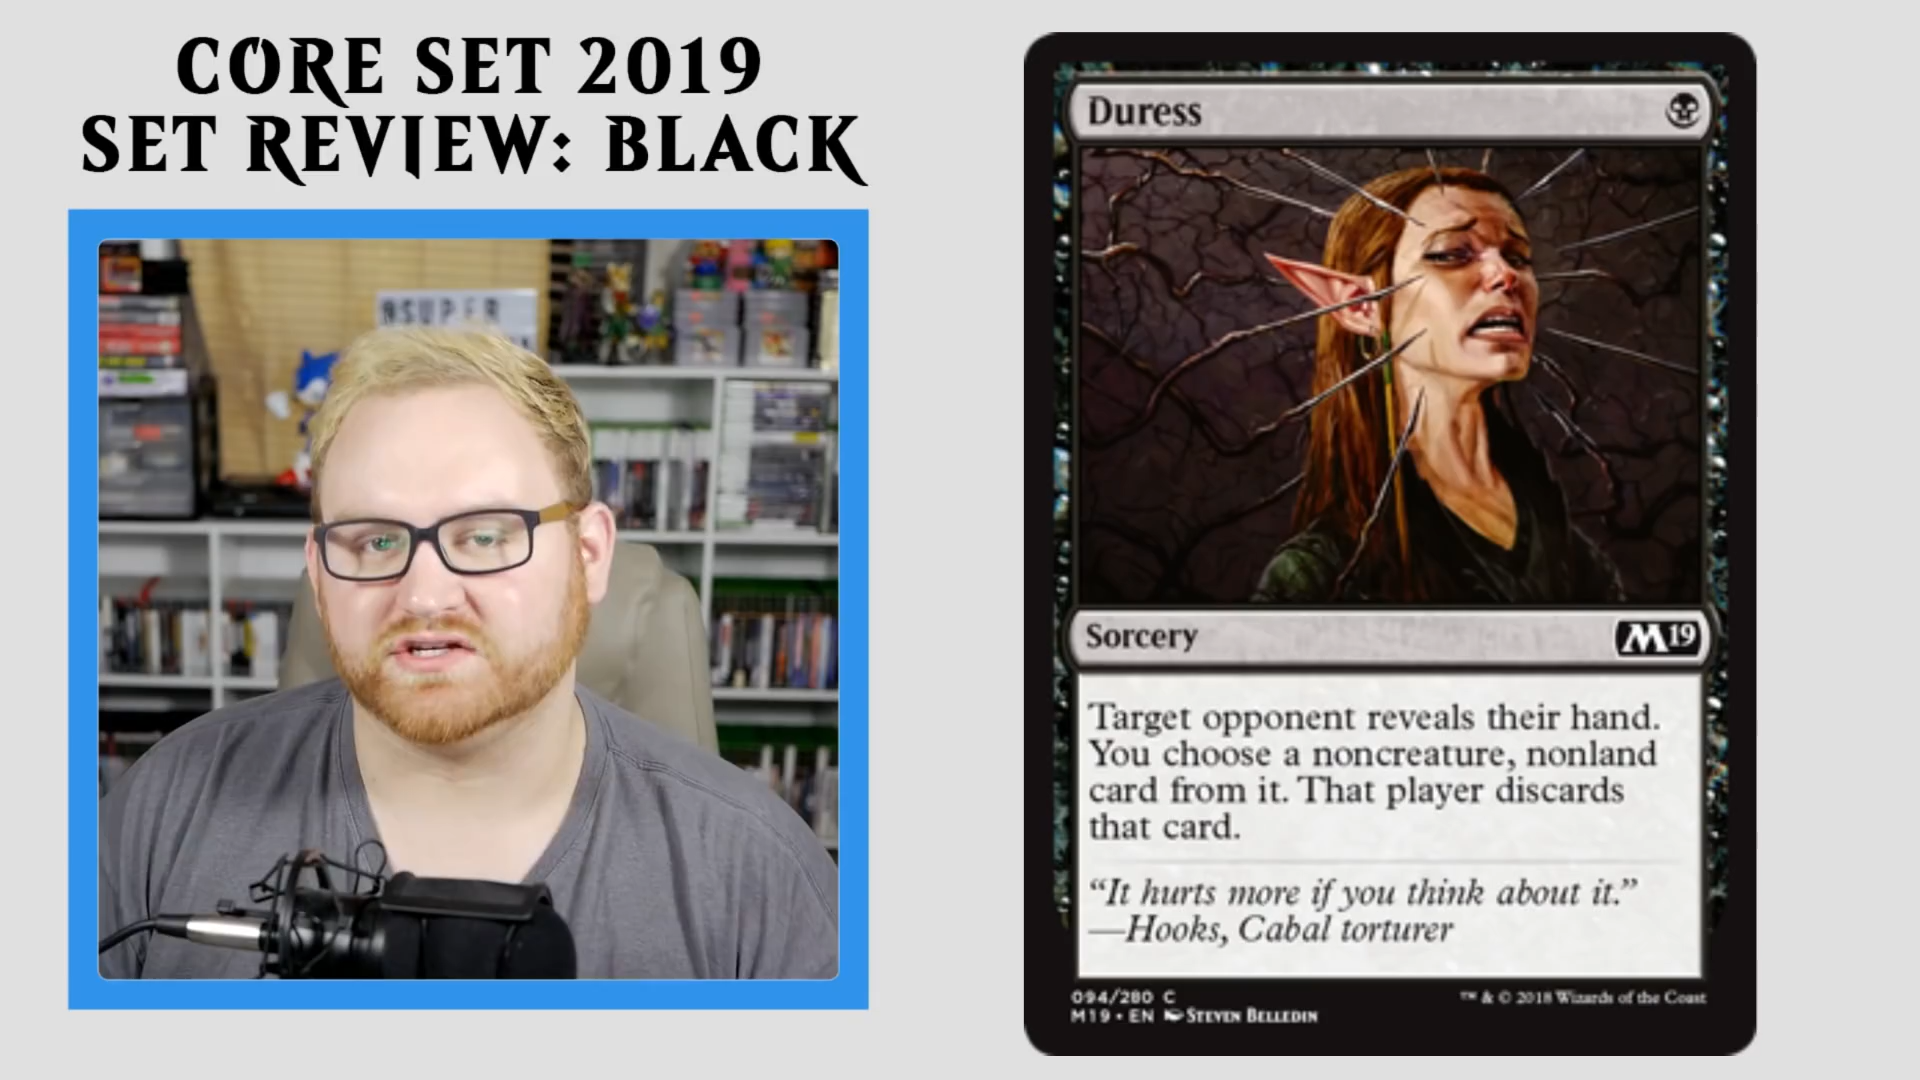 CORE SET 2019
SET REVIEW: BLACK
Duress
Sorcery
M19
Target opponent reveals their hand.
You choose a noncreature, nonland
card from it. That player discards
that card.
“It hurts more if you think about it.”
—Hooks, Cabal torturer
094/280 C
™ & © 2018 Wizards of the Coast
M19 • EN Steven Belledin